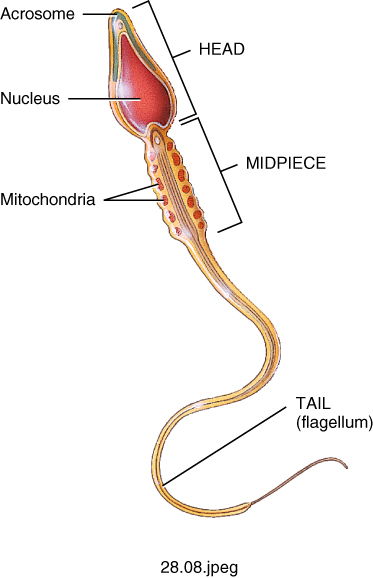 Acrosome
HEAD
Nucleus
MIDPIECE
Mitochondria
TAIL
(flagellum)
28.08.jpeg